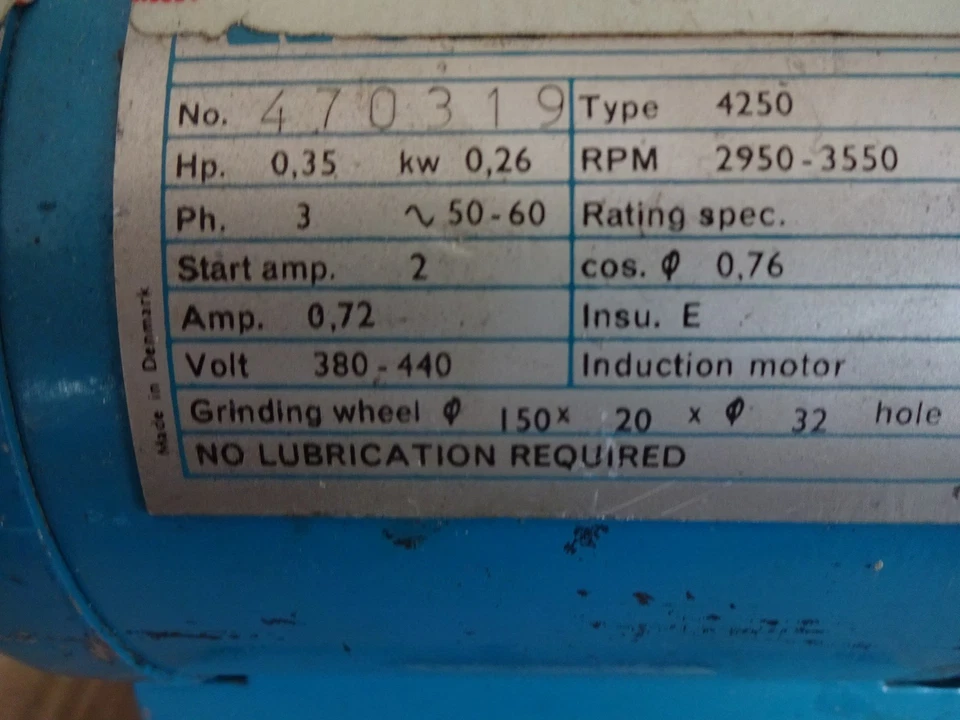 No. 470319 Type 4250
Hp. 0,35 kw 0,26 RPM 2950-3550
Ph. 3 ∿ 50-60 Rating spec.
Start amp. 2 cos. φ 0,76
Amp. 0,72 Insu. E
Volt 380-440 Induction motor
Grinding wheel φ 150x 20 x φ 32 hole
NO LUBRICATION REQUIRED
Made in Denmark